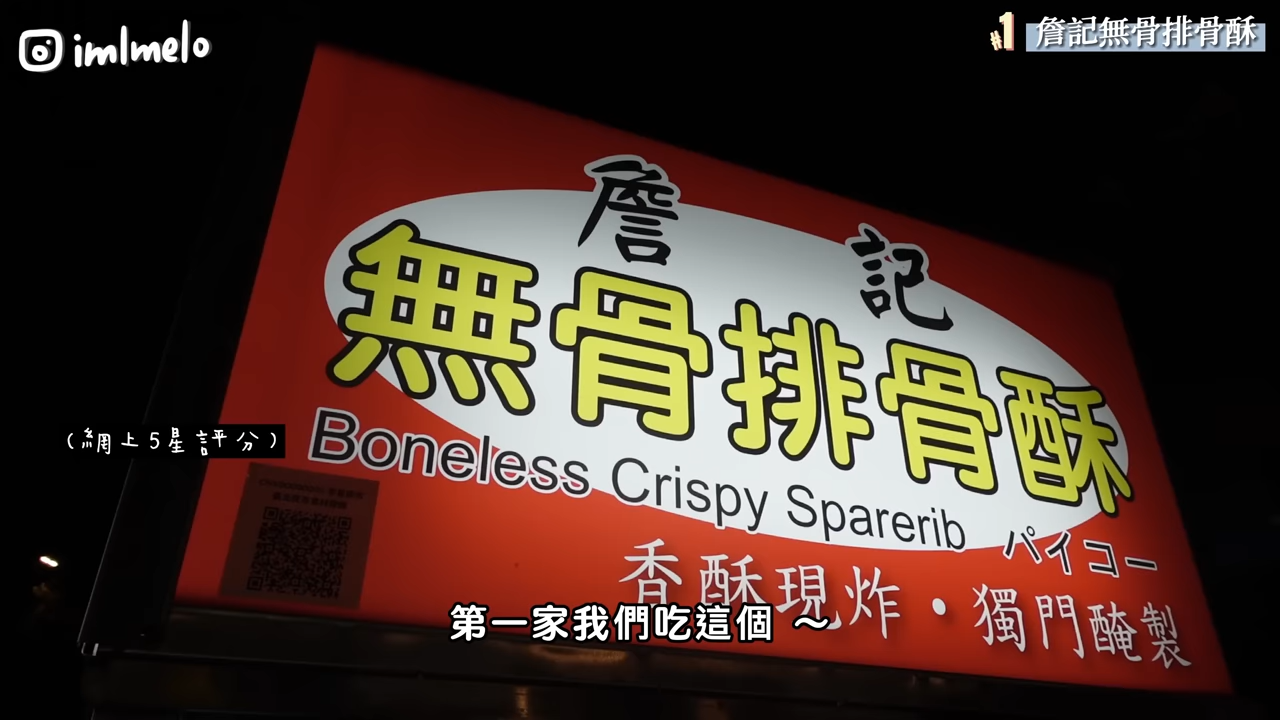 imlmelo
#1 詹記無骨排骨酥
詹記
無骨排骨酥
(網上5星評分)
Boneless Crispy Sparerib パイコー
香酥現炸・獨門醃製
第一家我們吃這個 ～